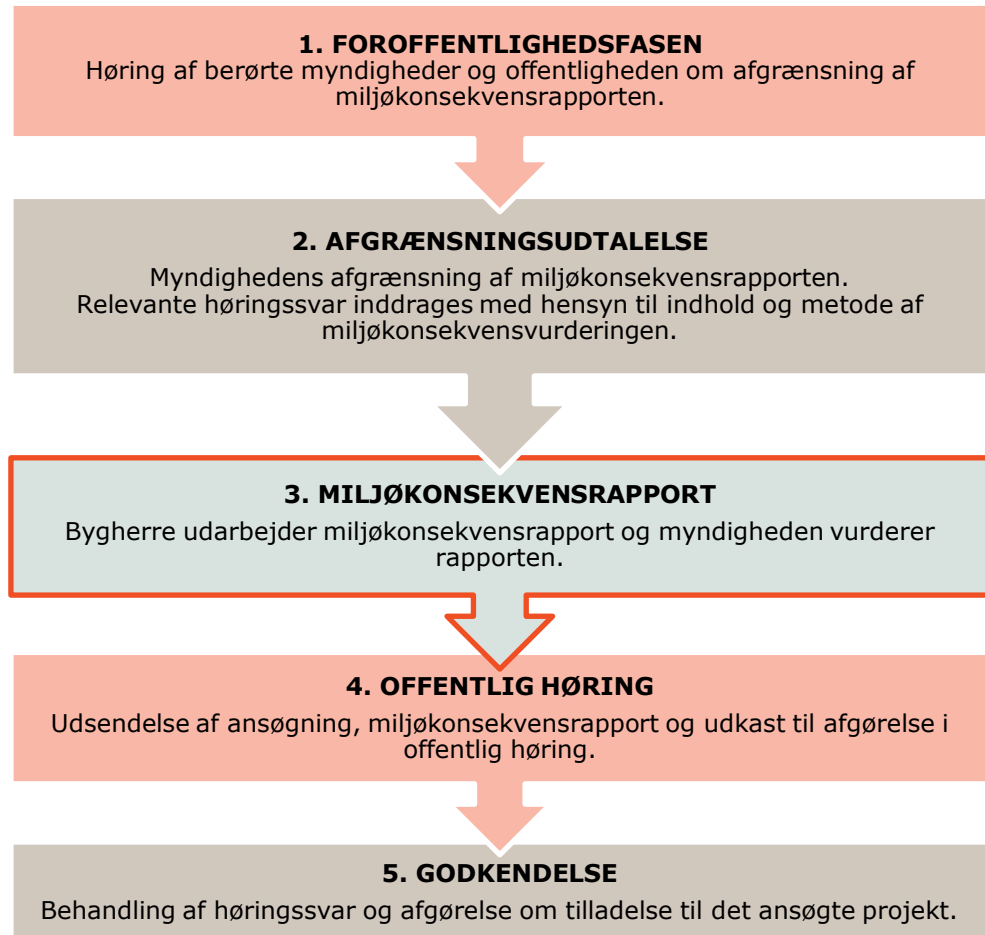 1. FOROFFENTLIGHEDSFASEN
Høring af berørte myndigheder og offentligheden om afgrænsning af
miljøkonsekvensrapporten.
2. AFGRÆNSNINGSUDTALELSE
Myndighedens afgrænsning af miljøkonsekvensrapporten.
Relevante høringssvar inddrages med hensyn til indhold og metode af
miljøkonsekvensvurderingen.
3. MILJØKONSEKVENSRAPPORT
Bygherre udarbejder miljøkonsekvensrapport og myndigheden vurderer
rapporten.
4. OFFENTLIG HØRING
Udsendelse af ansøgning, miljøkonsekvensrapport og udkast til afgørelse i
offentlig høring.
5. GODKENDELSE
Behandling af høringssvar og afgørelse om tilladelse til det ansøgte projekt.